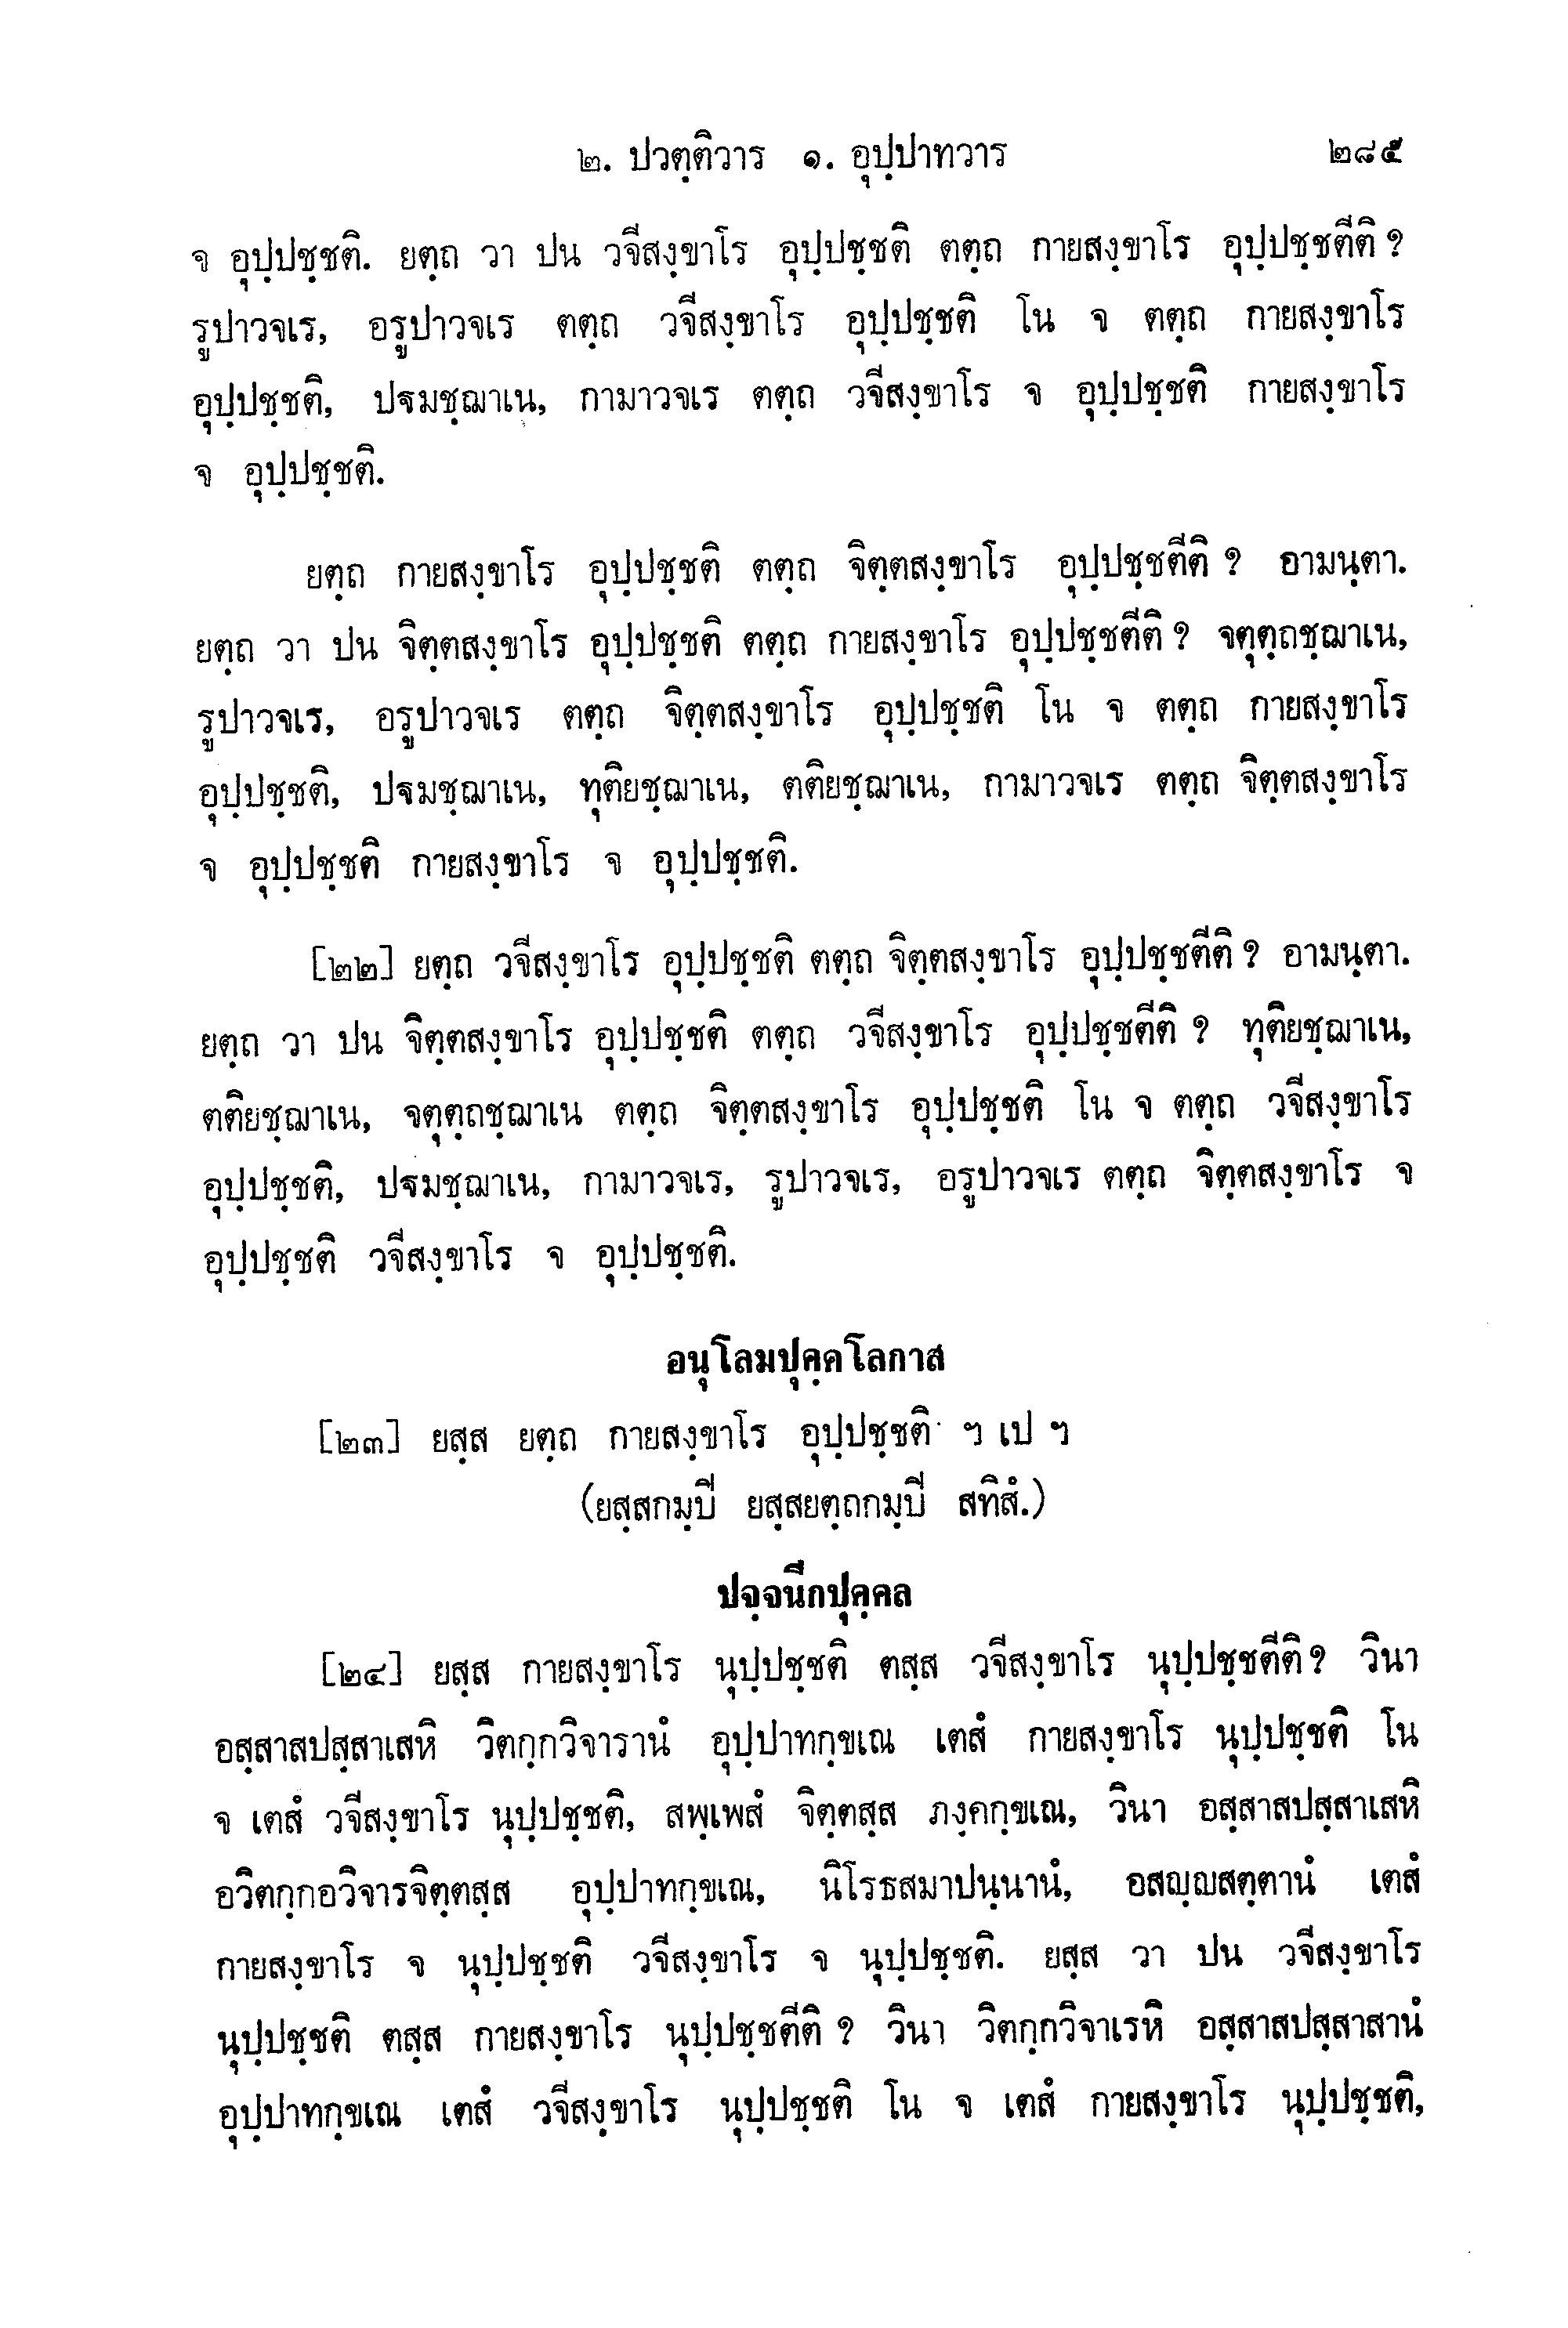 ๒. ปวตฺติวาร ๑. อุปฺปาทวาร ๒๘๕
จ อุปฺปชฺชติ. ยตฺถ วา ปน วจีสงฺขาโร อุปฺปชฺชติ ตตฺถ กายสงฺขาโร อุปฺปชฺชตีติ ?
รูปาวจเร, อรูปาวจเร ตตฺถ วจีสงฺขาโร อุปฺปชฺชติ โน จ ตตฺถ กายสงฺขาโร
อุปฺปชฺชติ, ปฐมชฺฌาเน, กามาวจเร ตตฺถ วจีสงฺขาโร จ อุปฺปชฺชติ กายสงฺขาโร
จ อุปฺปชฺชติ.
ยตฺถ กายสงฺขาโร อุปฺปชฺชติ ตตฺถ จิตฺตสงฺขาโร อุปฺปชฺชตีติ ? อามนฺตา.
ยตฺถ วา ปน จิตฺตสงฺขาโร อุปฺปชฺชติ ตตฺถ กายสงฺขาโร อุปฺปชฺชตีติ ? จตุตฺถชฺฌาเน,
รูปาวจเร, อรูปาวจเร ตตฺถ จิตฺตสงฺขาโร อุปฺปชฺชติ โน จ ตตฺถ กายสงฺขาโร
อุปฺปชฺชติ, ปฐมชฺฌาเน, ทุติยชฺฌาเน, ตติยชฺฌาเน, กามาวจเร ตตฺถ จิตฺตสงฺขาโร
จ อุปฺปชฺชติ กายสงฺขาโร จ อุปฺปชฺชติ.
[๒๒] ยตฺถ วจีสงฺขาโร อุปฺปชฺชติ ตตฺถ จิตฺตสงฺขาโร อุปฺปชฺชตีติ ? อามนฺตา.
ยตฺถ วา ปน จิตฺตสงฺขาโร อุปฺปชฺชติ ตตฺถ วจีสงฺขาโร อุปฺปชฺชตีติ ? ทุติยชฺฌาเน,
ตติยชฺฌาเน, จตุตฺถชฺฌาเน ตตฺถ จิตฺตสงฺขาโร อุปฺปชฺชติ โน จ ตตฺถ วจีสงฺขาโร
อุปฺปชฺชติ, ปฐมชฺฌาเน, กามาวจเร, รูปาวจเร, อรูปาวจเร ตตฺถ จิตฺตสงฺขาโร จ
อุปฺปชฺชติ วจีสงฺขาโร จ อุปฺปชฺชติ.
อนุโลมปุคฺคโลกาส
[๒๓] ยสฺส ยตฺถ กายสงฺขาโร อุปฺปชฺชติ ฯ เป ฯ
(ยสฺสกมฺปี ยสฺสยตฺถกมฺปี สทิสํ.)
ปจฺจนีกปุคฺคล
[๒๔] ยสฺส กายสงฺขาโร นุปฺปชฺชติ ตสฺส วจีสงฺขาโร นุปฺปชฺชตีติ ? วินา
อสฺสาสปสฺสาเสหิ วิตกฺกวิจารานํ อุปฺปาทกฺขเณ เตสํ กายสงฺขาโร นุปฺปชฺชติ โน
จ เตสํ วจีสงฺขาโร นุปฺปชฺชติ, สพฺเพสํ จิตฺตสฺส ภงฺคกฺขเณ, วินา อสฺสาสปสฺสาเสหิ
อวิตกฺกอวิจารจิตฺตสฺส อุปฺปาทกฺขเณ, นิโรธสมาปนฺนานํ, อสญฺญสตฺตานํ เตสํ
กายสงฺขาโร จ นุปฺปชฺชติ วจีสงฺขาโร จ นุปฺปชฺชติ. ยสฺส วา ปน วจีสงฺขาโร
นุปฺปชฺชติ ตสฺส กายสงฺขาโร นุปฺปชฺชตีติ ? วินา วิตกฺกวิจาเรหิ อสฺสาสปสฺสาสานํ
อุปฺปาทกฺขเณ เตสํ วจีสงฺขาโร นุปฺปชฺชติ โน จ เตสํ กายสงฺขาโร นุปฺปชฺชติ,